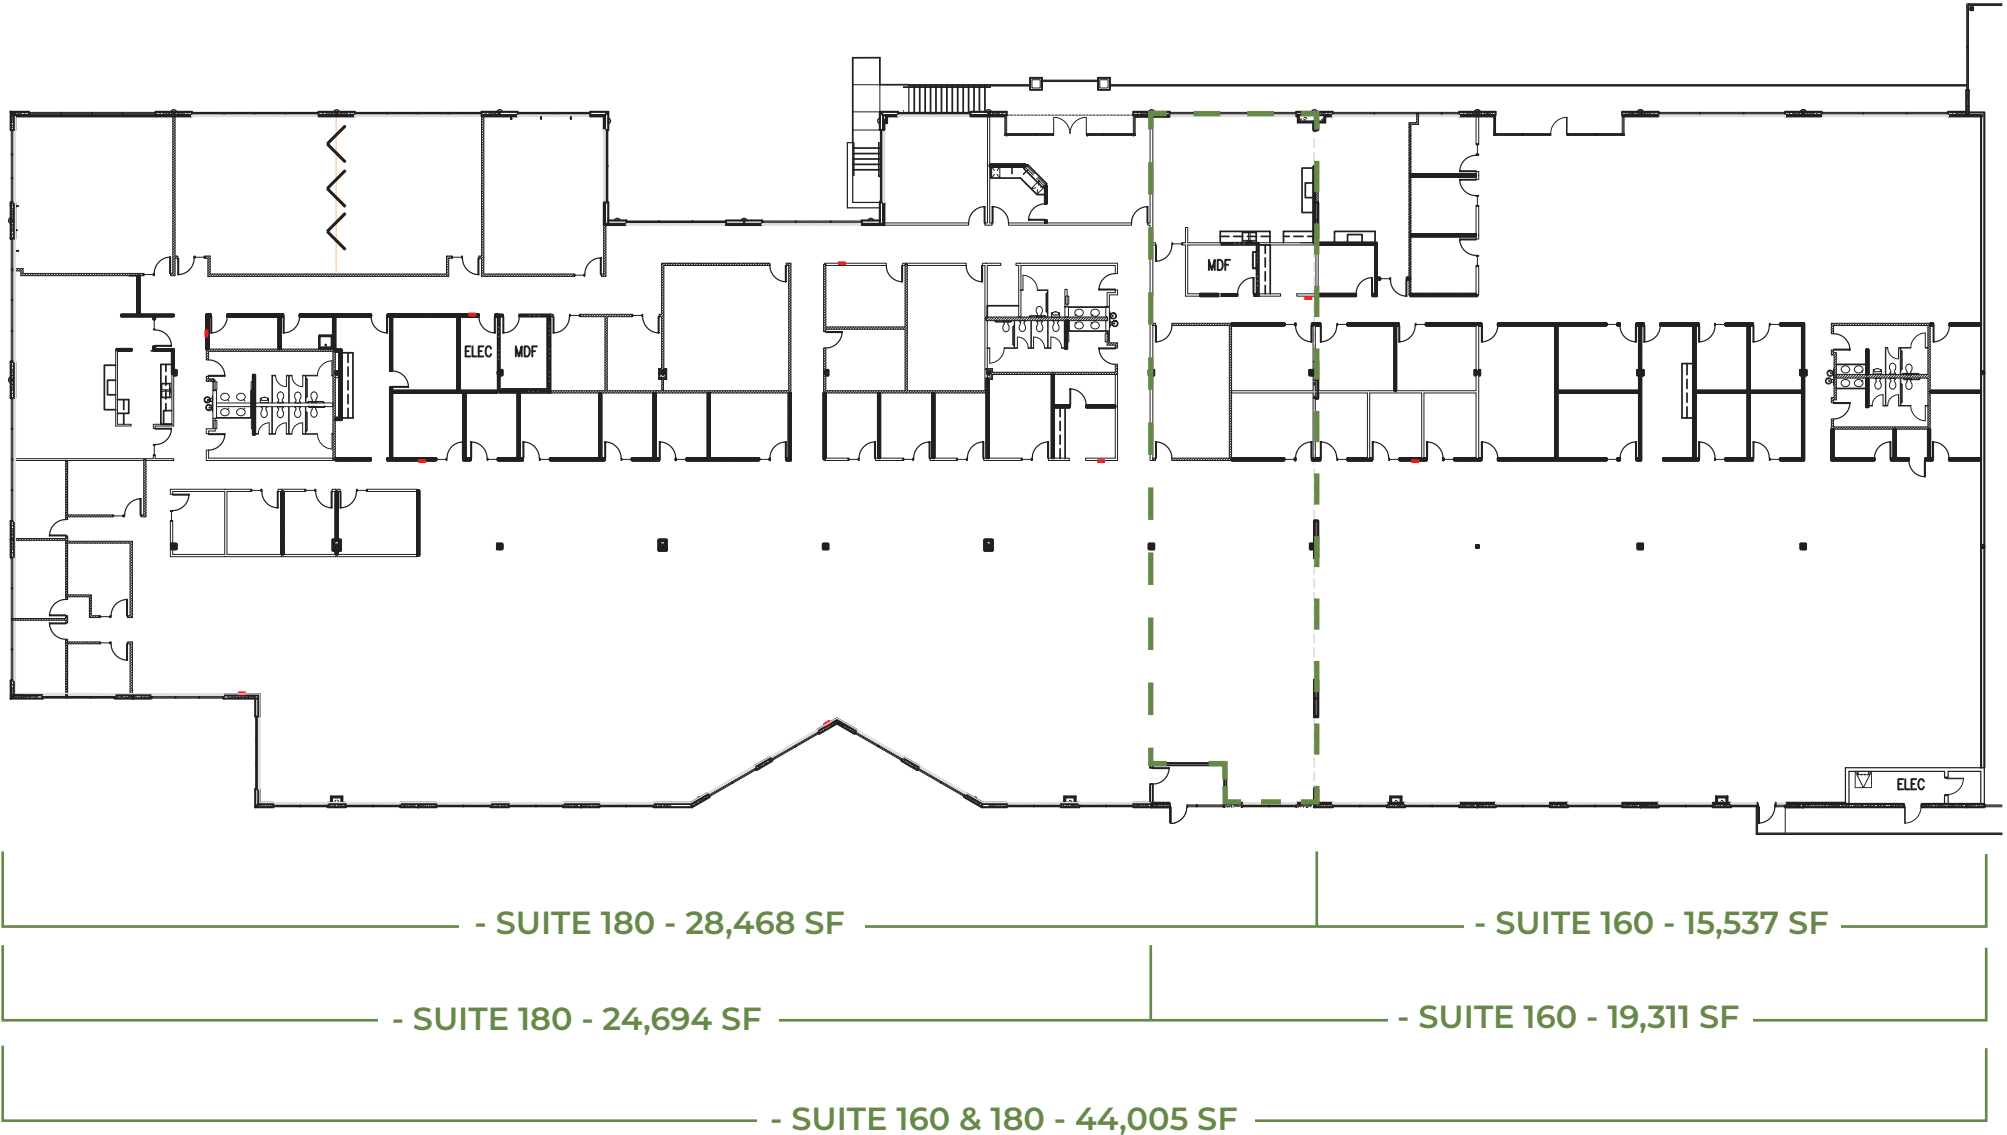 MDF
ELEC
MDF
ELEC
- SUITE 180 - 28,468 SF
- SUITE 160 - 15,537 SF
- SUITE 180 - 24,694 SF
- SUITE 160 - 19,311 SF
- SUITE 160 & 180 - 44,005 SF